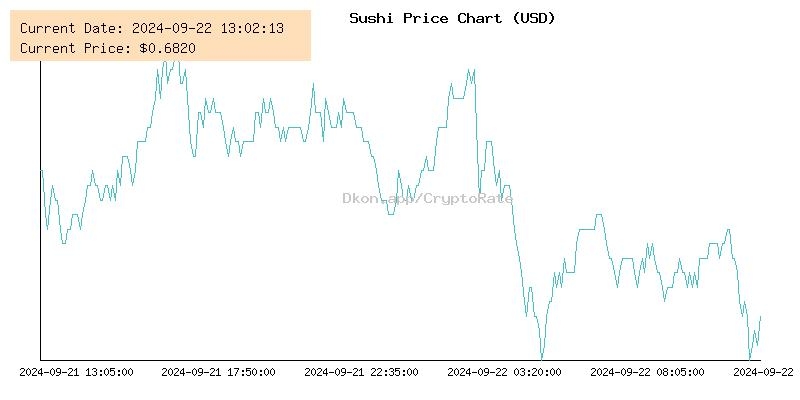 Sushi Price Chart (USD)
Current Date: 2024-09-22 13:02:13
Current Price: $0.6820
Dkon.app/CryptoRate
2024-09-21 13:05:00 2024-09-21 17:50:00 2024-09-21 22:35:00 2024-09-22 03:20:00 2024-09-22 08:05:00 2024-09-22